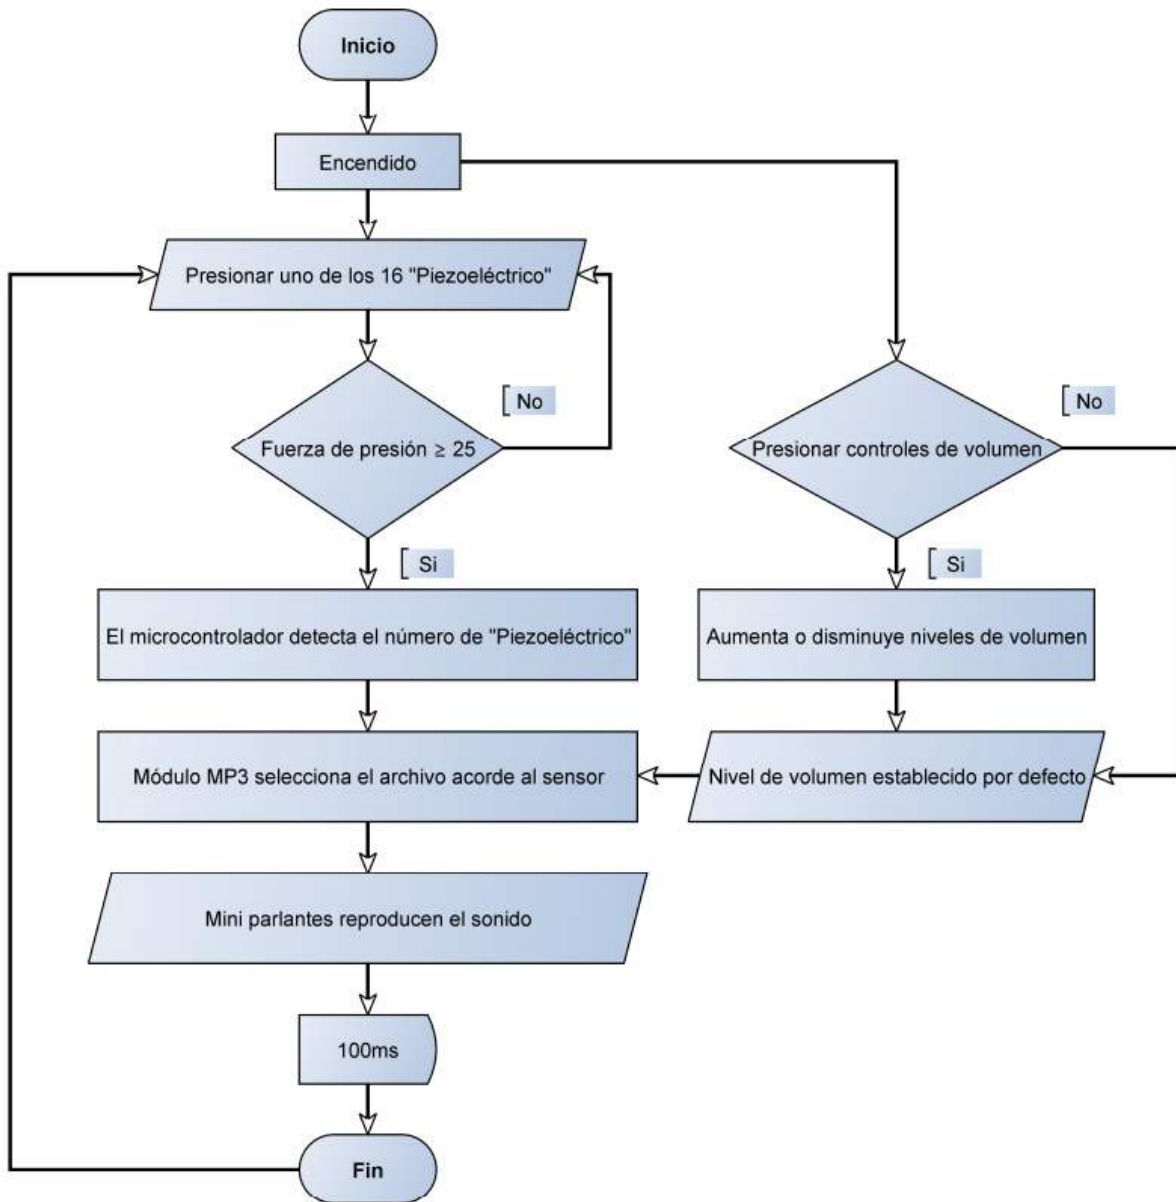 Inicio
Encendido
Presionar uno de los 16 "Piezoeléctrico"
No
Fuerza de presión ≥ 25
Si
El microcontrolador detecta el número de "Piezoeléctrico"
Módulo MP3 selecciona el archivo acorde al sensor
Mini parlantes reproducen el sonido
100ms
Fin
No
Presionar controles de volumen
Si
Aumenta o disminuye niveles de volumen
Nivel de volumen establecido por defecto